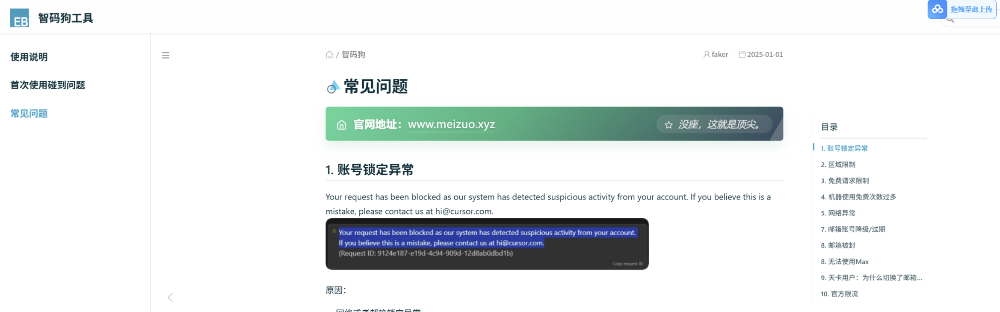 EB 智码狗工具
拖拽至此上传
使用说明
首次使用碰到问题
常见问题
/ 智码狗
faker 2025-01-01
常见问题
官网地址：www.meizuo.xyz
没座，这就是顶尖。
1. 账号锁定异常
Your request has been blocked as our system has detected suspicious activity from your account. If you believe this is a
mistake, please contact us at hi@cursor.com.
Your request has been blocked as our system has detected suspicious activity from your account.
If you believe this is a mistake, please contact us at hi@cursor.com.
(Request ID: 9124e187-e19d-4c94-909d-12d8ab0dbd1b)
Copy request ID
原因：
网络或者邮箱锁定异常
目录
1. 账号锁定异常
2. 区域限制
3. 免费请求限制
4. 机器使用免费次数过多
5. 网络异常
7. 邮箱账号降级/过期
8. 邮箱被封
8. 无法使用Max
9. 天卡用户：为什么切换了邮箱...
10. 官方限流